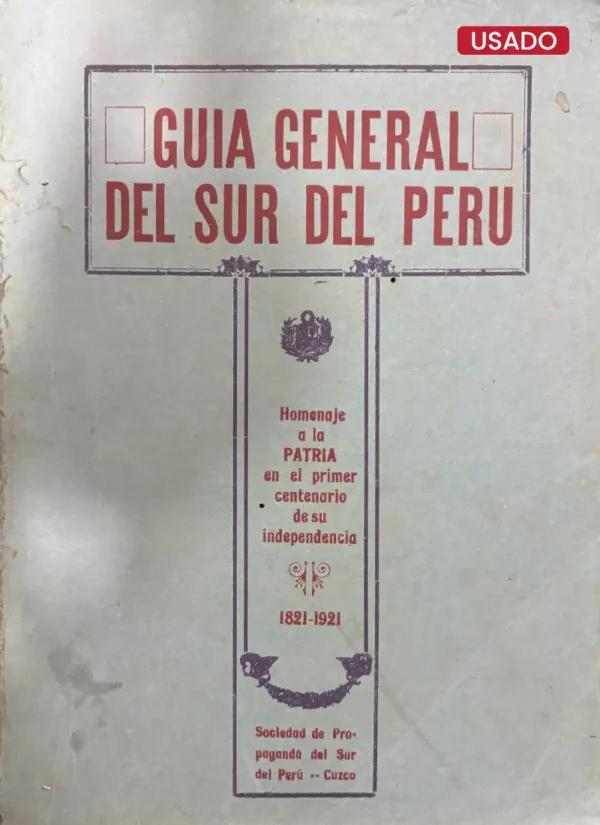 USADO
GUIA GENERAL
DEL SUR DEL PERU
Homenaje
a la
PATRIA
en el primer
centenario
de su
independencia
1821-1921
Sociedad de Pro-
paganda del Sur
del Perú -- Cuzco